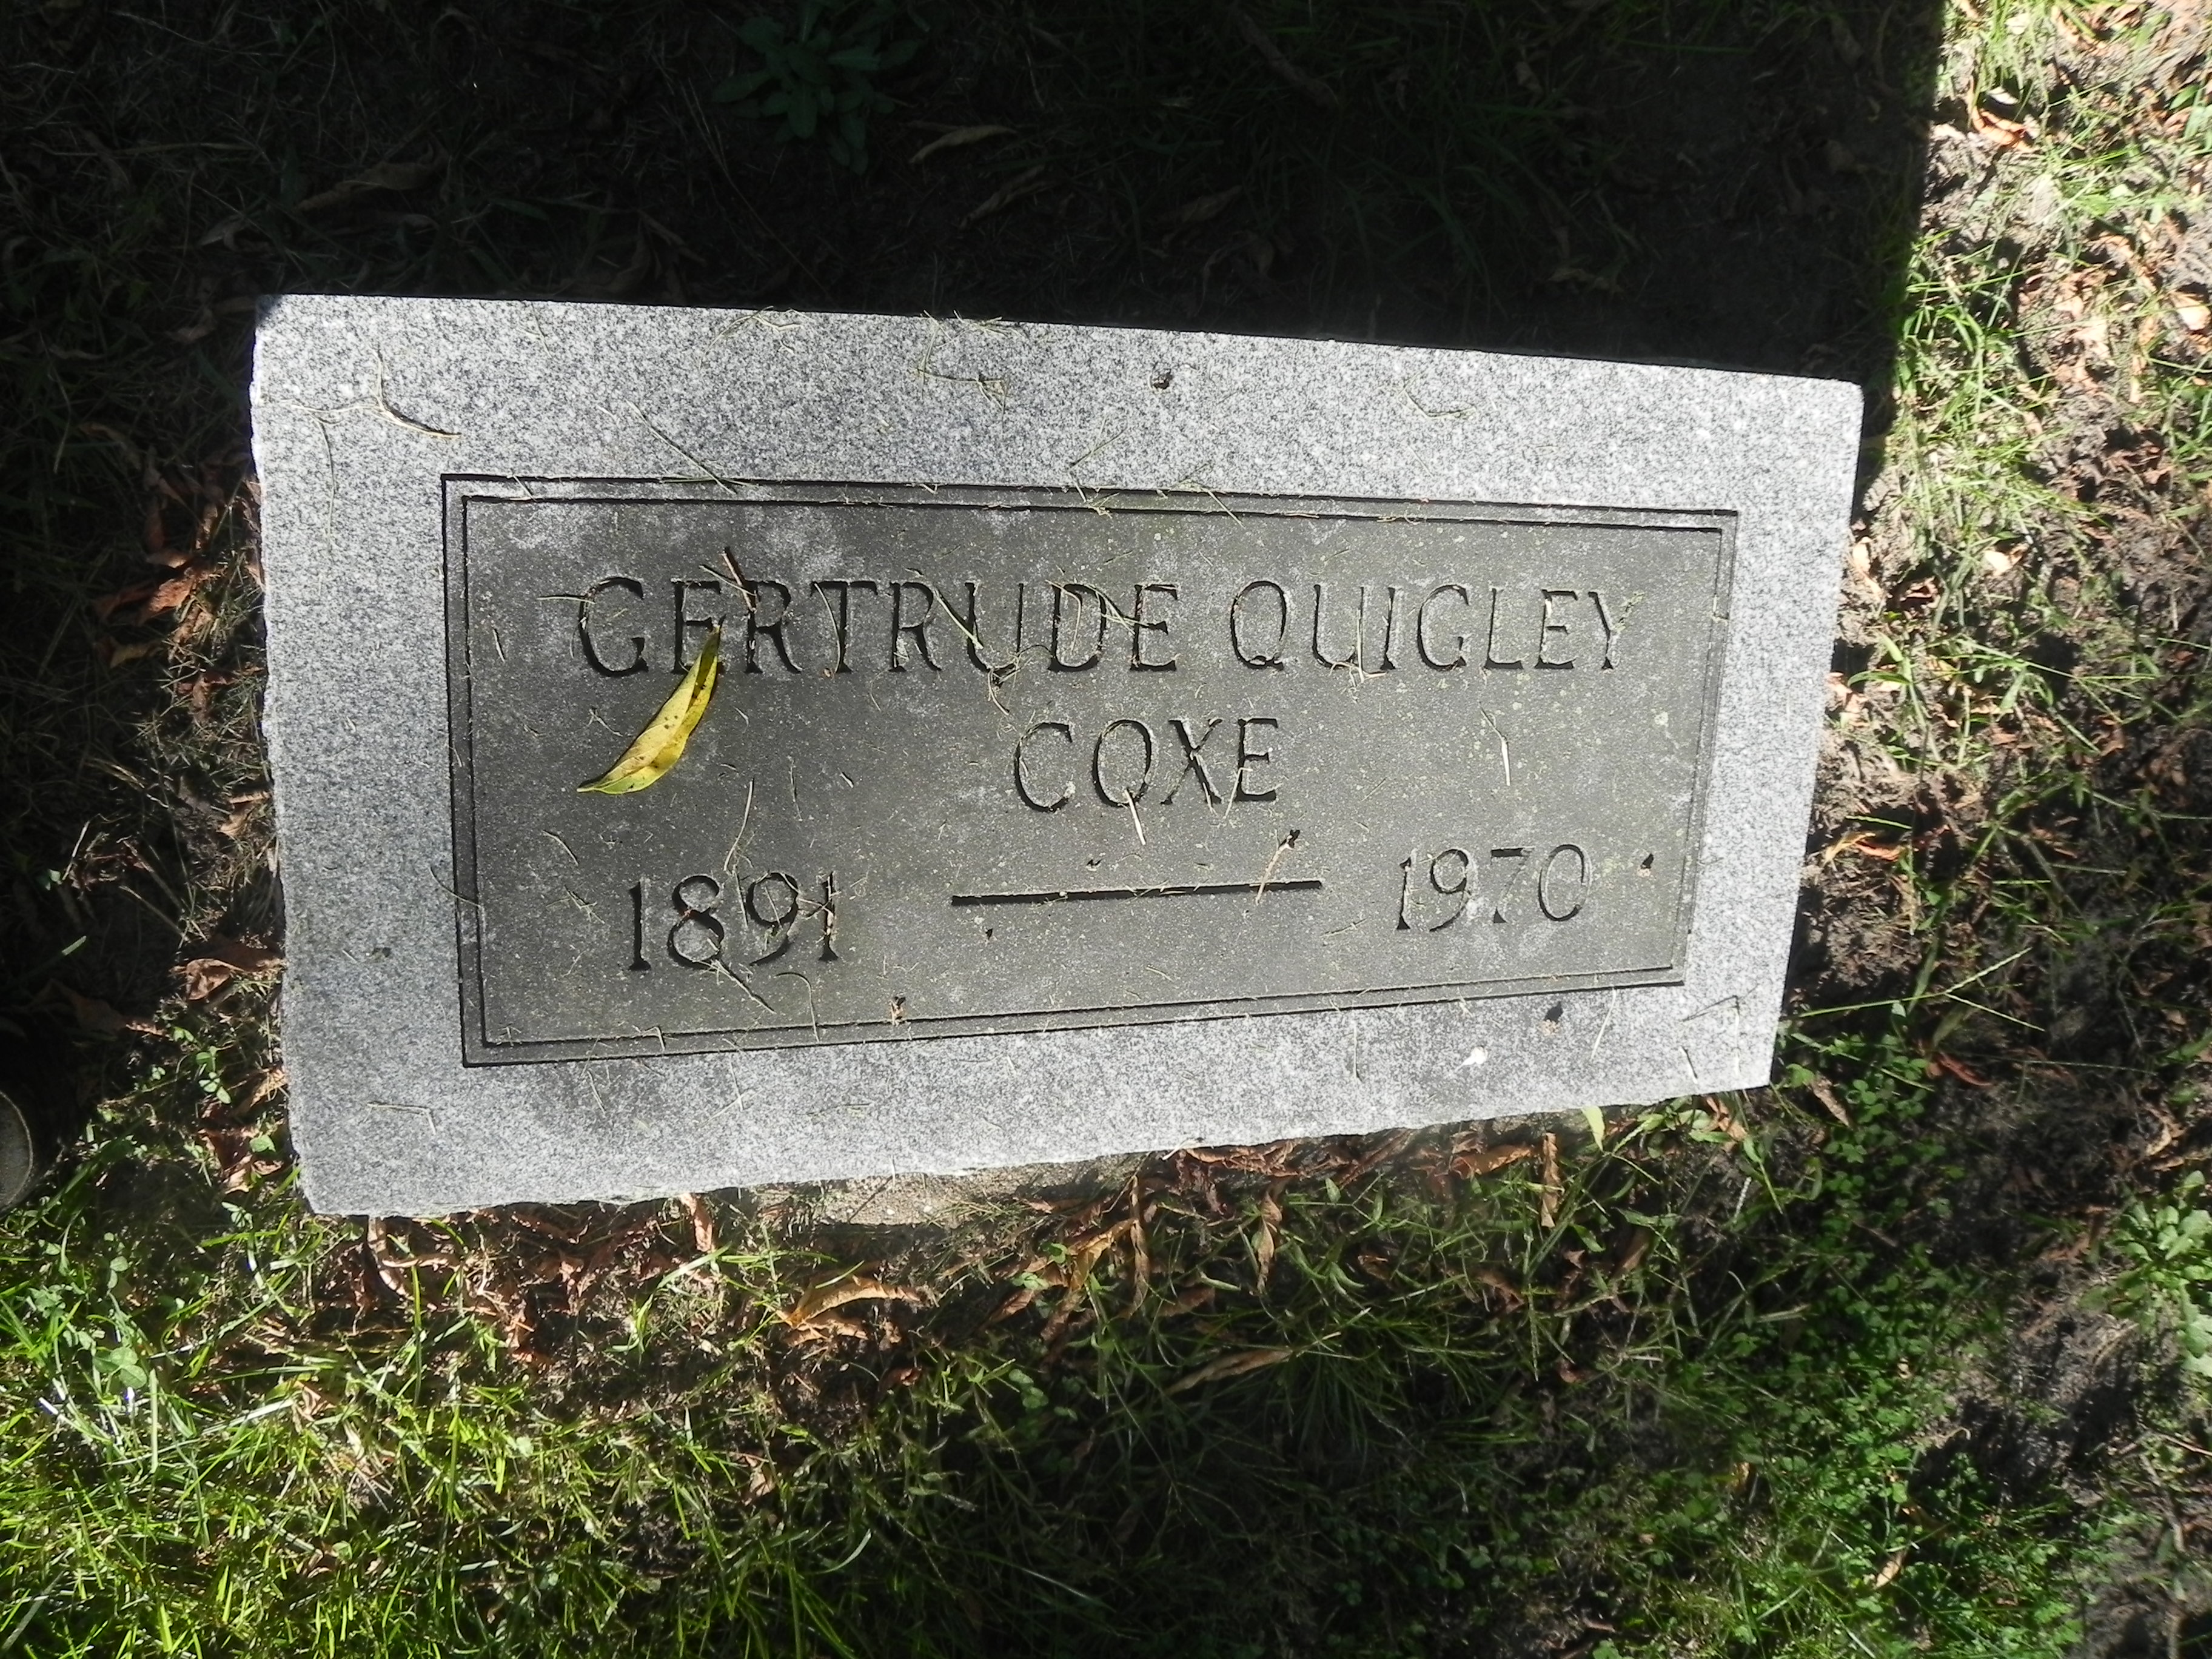 GERTRUDE QUIGLEY
COXE
1891 — 1970